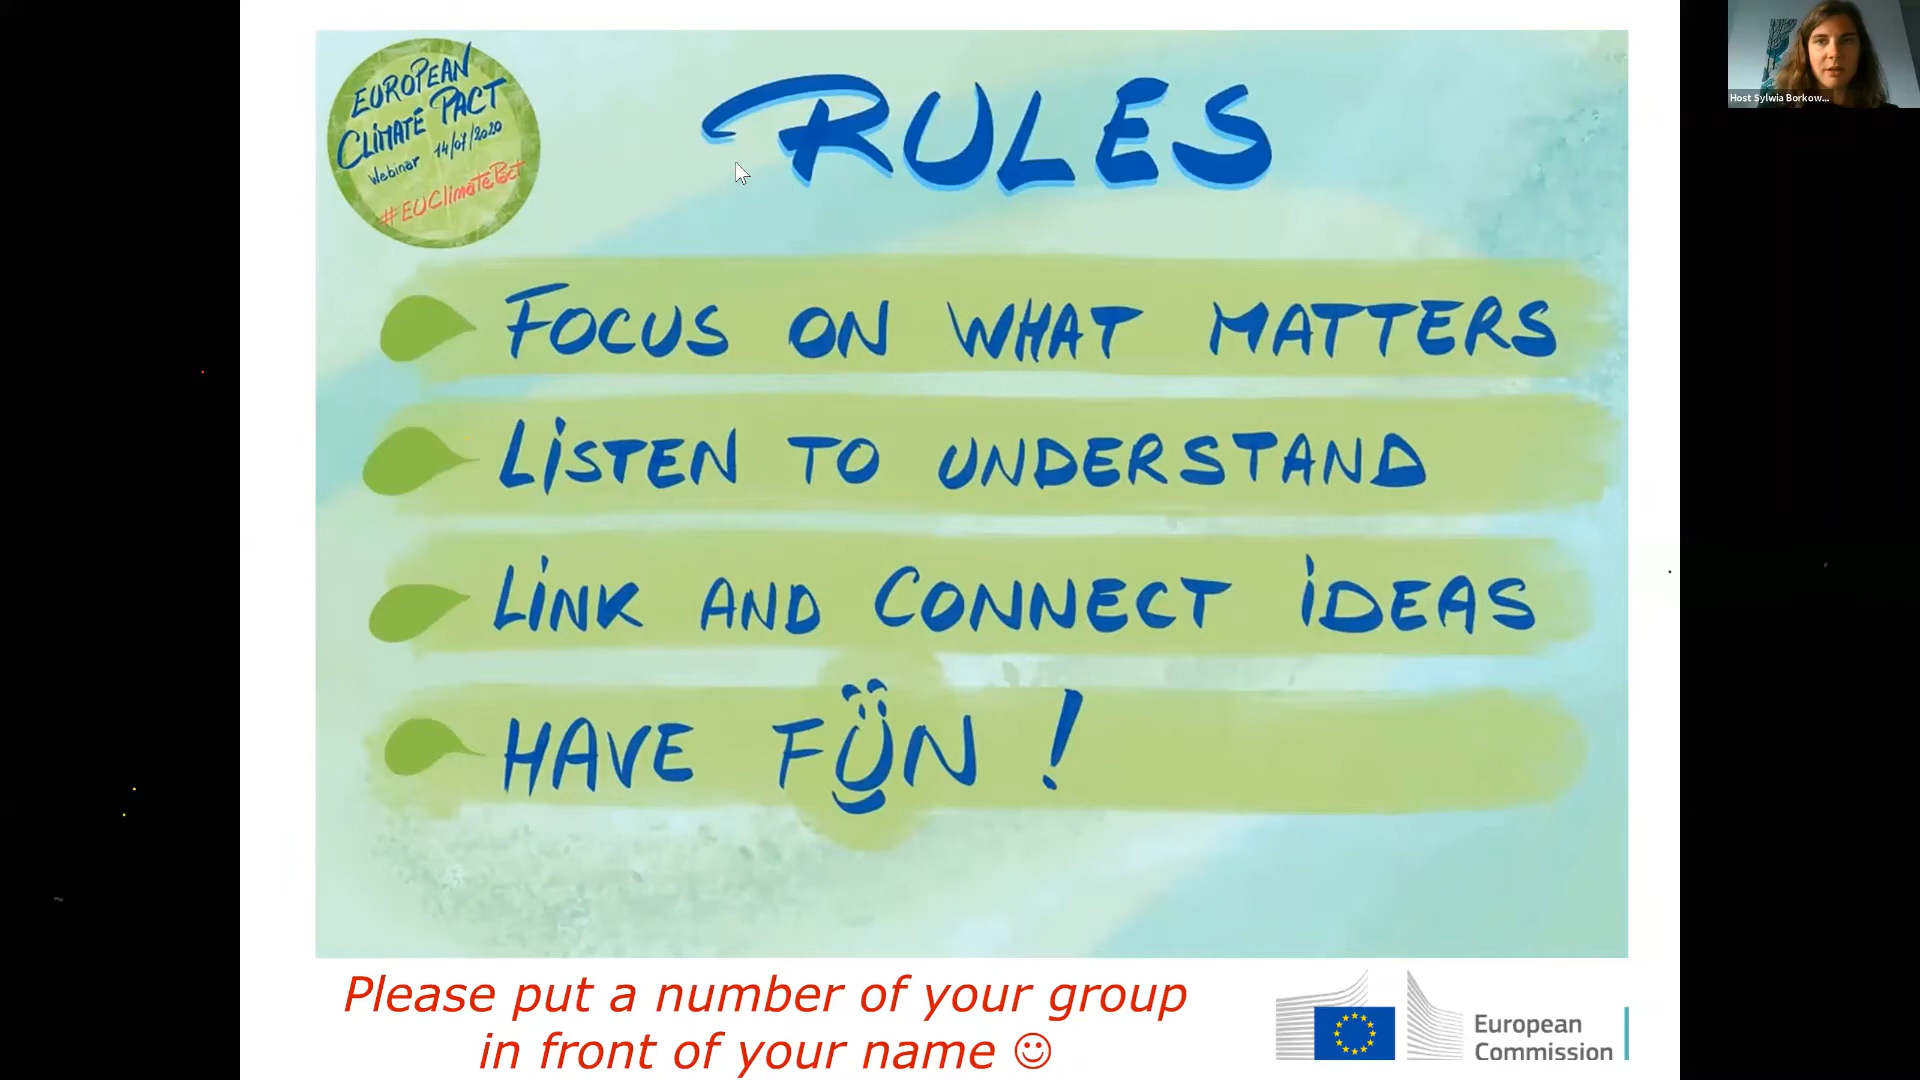 EUROPEAN
CLIMATE PACT
Webinar 14/07/2020
#EUClimatePact
RULES
FOCUS ON WHAT MATTERS
LISTEN TO UNDERSTAND
LINK AND CONNECT IDEAS
HAVE FUN !
Please put a number of your group
in front of your name ☺
European
Commission
Host Sylwia Borkow...